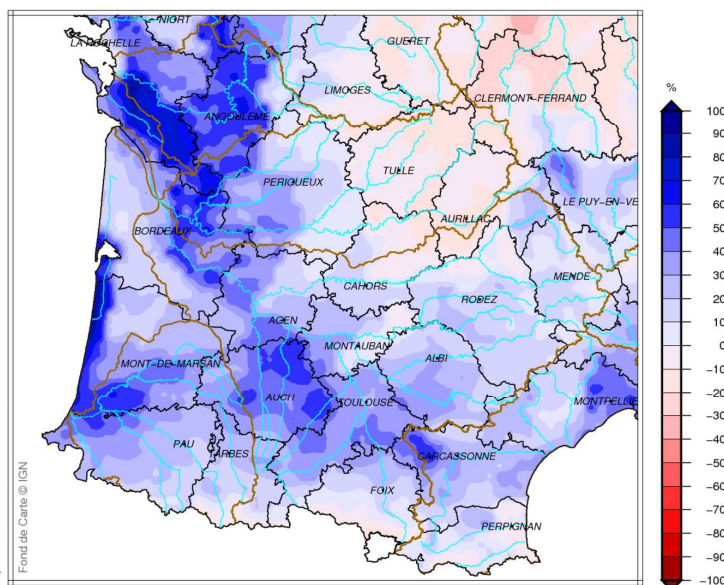 NIORT
LA ROCHELLE
GUERET
LIMOGES
CLERMONT-FERRAND
ANGOULEME
TULLE
PERIGUEUX
LE PUY-EN-VE
AURILLAC
BORDEAUX
MENDE
CAHORS
RODEZ
AGEN
MONTAUBAN
ALBI
MONT-DE-MARSAN
AUCH
TOULOUSE
MONTPELLIE
PAU
TARBES
CARCASSONNE
FOIX
PERPIGNAN
Fond de Carte © IGN
%
100
90
80
70
60
50
40
30
20
10
0
-10
-20
-30
-40
-50
-60
-70
-80
-90
-100